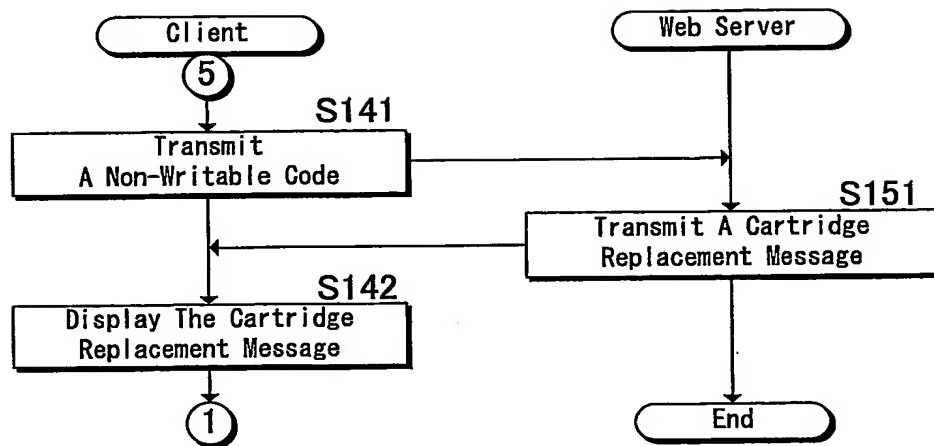 Client
Web Server
5
S141
Transmit
A Non-Writable Code
S151
Transmit A Cartridge
Replacement Message
S142
Display The Cartridge
Replacement Message
1
End